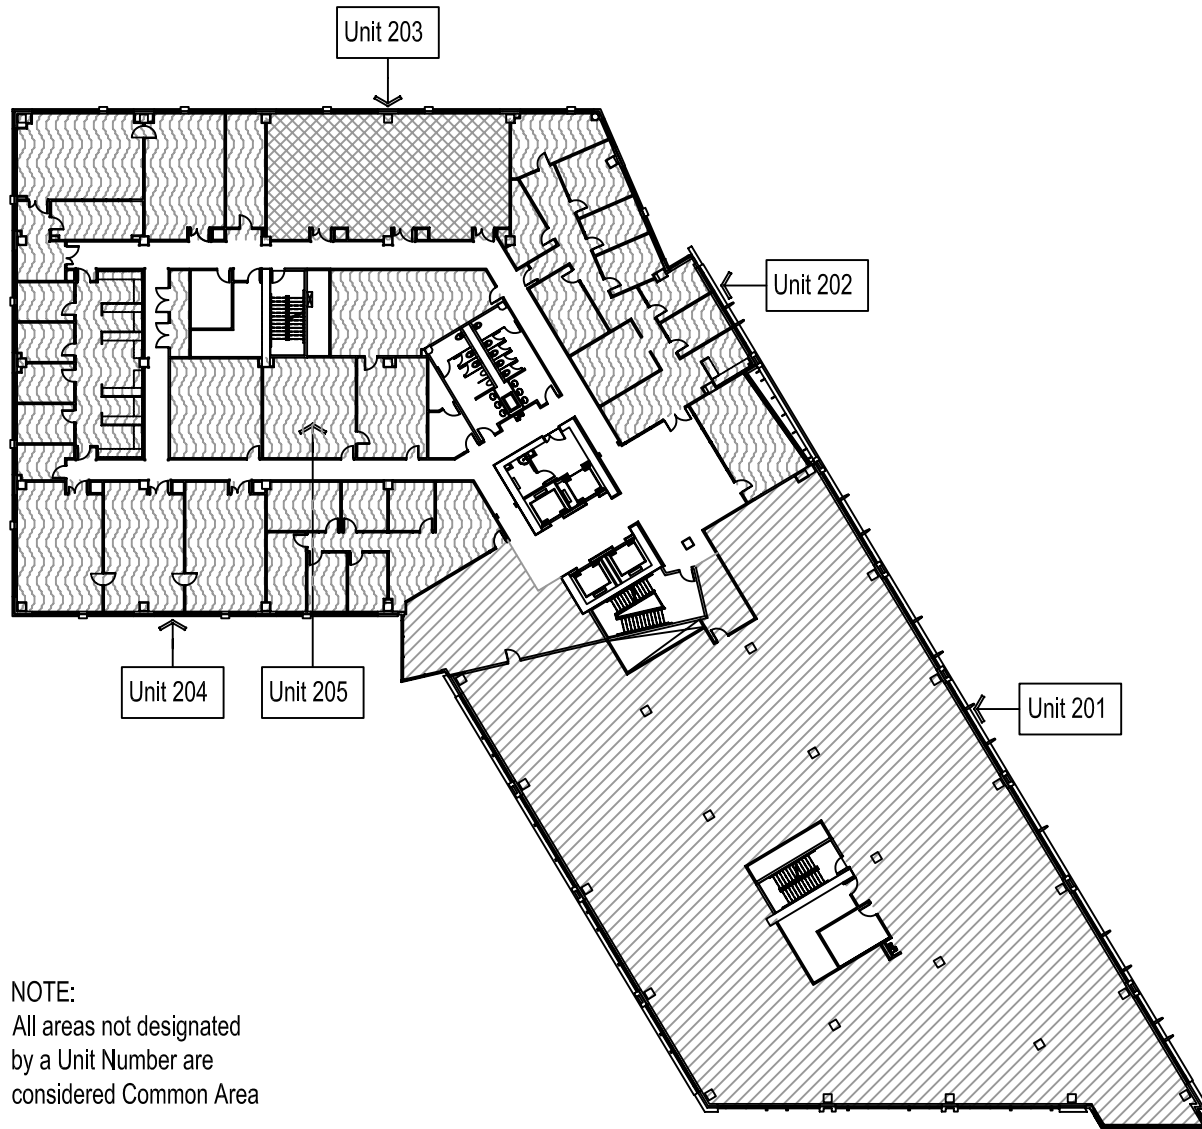 Unit 203
Unit 202
Unit 204
Unit 205
Unit 201
NOTE:
All areas not designated
by a Unit Number are
considered Common Area